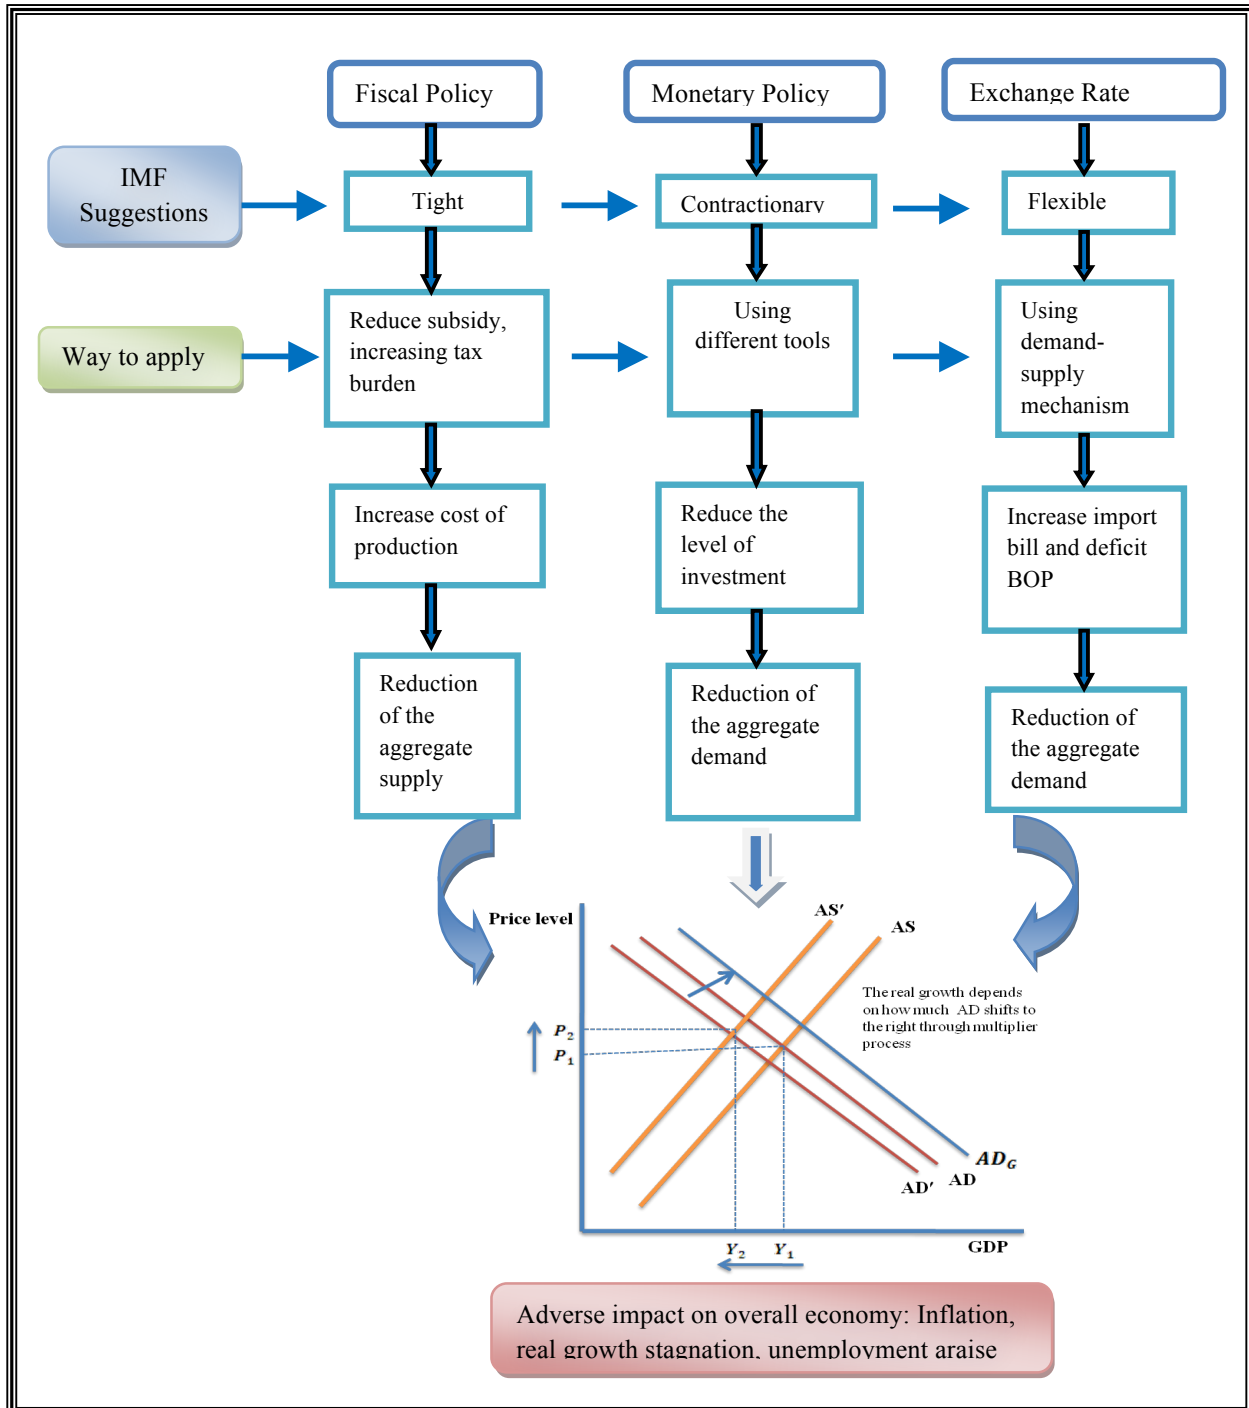 Fiscal Policy
Monetary Policy
Exchange Rate
IMF
Suggestions
Tight
Contractionary
Flexible
Way to apply
Reduce subsidy,
increasing tax
burden
Using
different tools
Using
demand-
supply
mechanism
Increase cost of
production
Reduce the
level of
investment
Increase import
bill and deficit
BOP
Reduction
of the
aggregate
supply
Reduction of
the aggregate
demand
Reduction of
the aggregate
demand
Price level
AS'
AS
The real growth depends
on how much AD shifts to
the right through multiplier
process
P₂
P₁
AD_G
AD
AD'
GDP
Y₂
Y₁
Adverse impact on overall economy: Inflation,
real growth stagnation, unemployment araise